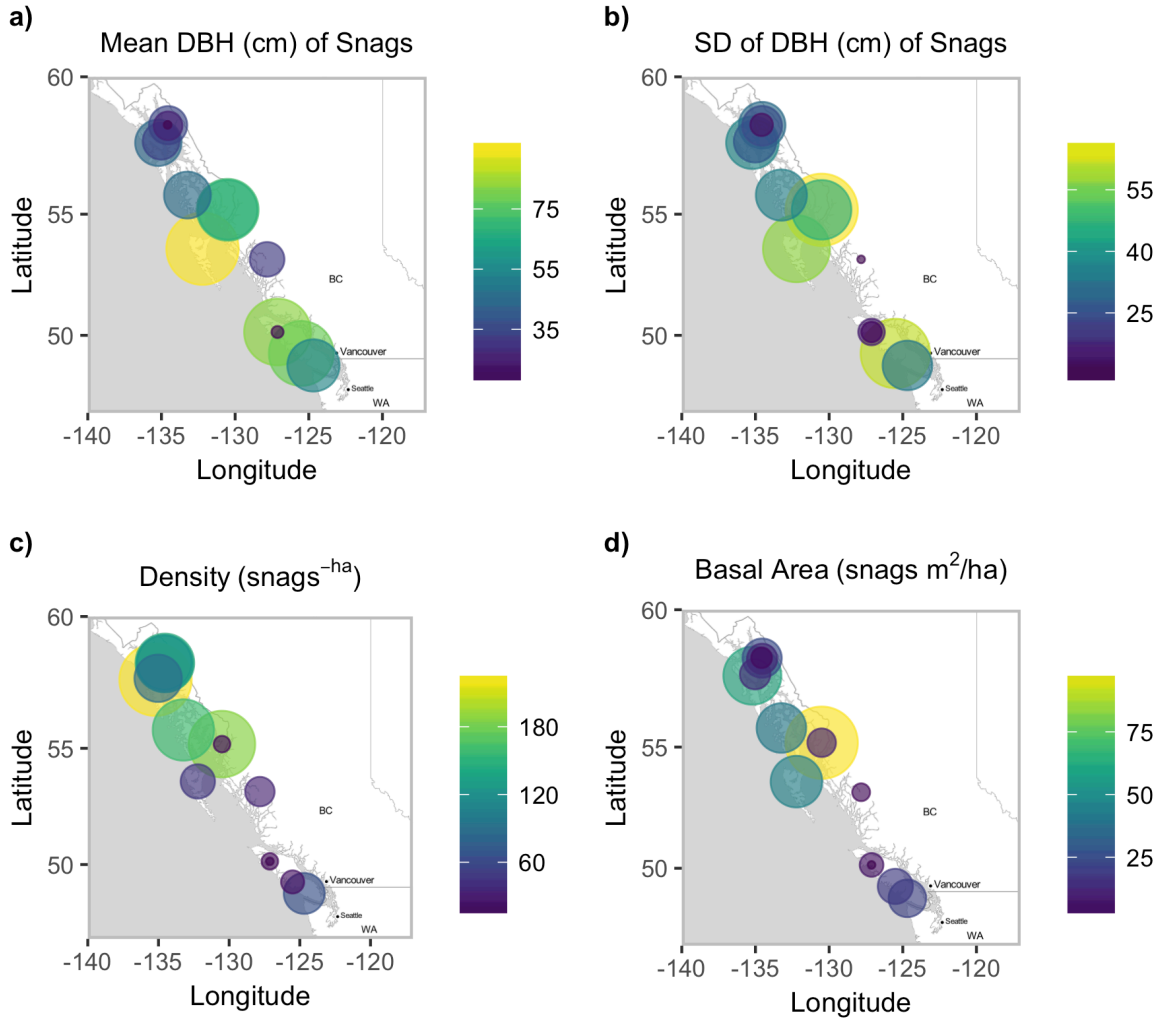 a)
Mean DBH (cm) of Snags
60
55
50
Latitude
BC
Vancouver
Seattle
WA
-140 -135 -130 -125 -120
Longitude
75
55
35
b)
SD of DBH (cm) of Snags
60
55
50
Latitude
BC
Vancouver
Seattle
WA
-140 -135 -130 -125 -120
Longitude
55
40
25
c)
Density (snags⁻ʰᵃ)
60
55
50
Latitude
BC
Vancouver
Seattle
WA
-140 -135 -130 -125 -120
Longitude
180
120
60
d)
Basal Area (snags m²/ha)
60
55
50
Latitude
BC
Vancouver
Seattle
WA
-140 -135 -130 -125 -120
Longitude
75
50
25